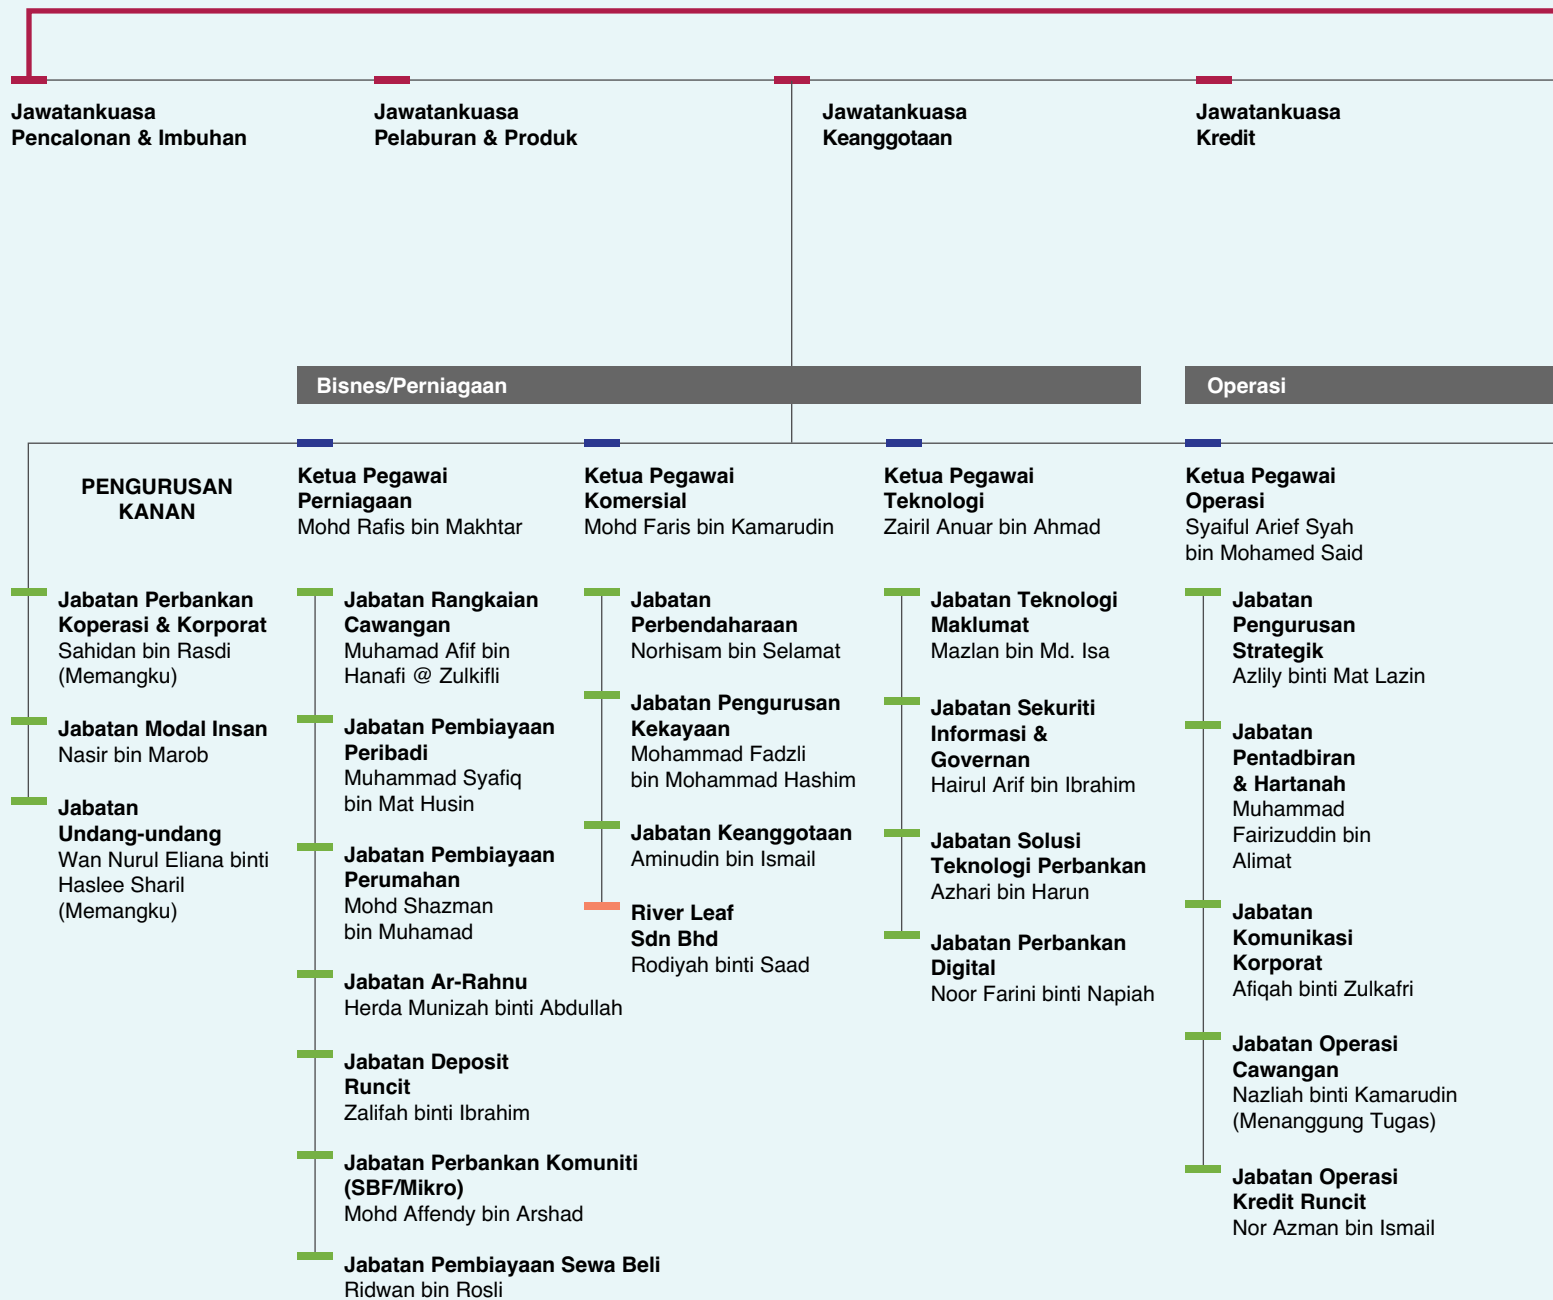 Jawatankuasa
Pencalonan & Imbuhan
Jawatankuasa
Pelaburan & Produk
Jawatankuasa
Keanggotaan
Jawatankuasa
Kredit
Bisnes/Perniagaan
Operasi
PENGURUSAN
KANAN
Jabatan Perbankan
Koperasi & Korporat
Sahidan bin Rasdi
(Memangku)
Jabatan Modal Insan
Nasir bin Marob
Jabatan
Undang-undang
Wan Nurul Eliana binti
Haslee Sharil
(Memangku)
Ketua Pegawai
Perniagaan
Mohd Rafis bin Makhtar
Jabatan Rangkaian
Cawangan
Muhamad Afif bin
Hanafi @ Zulkifli
Jabatan Pembiayaan
Peribadi
Muhammad Syafiq
bin Mat Husin
Jabatan Pembiayaan
Perumahan
Mohd Shazman
bin Muhamad
Jabatan Ar-Rahnu
Herda Munizah binti Abdullah
Jabatan Deposit
Runcit
Zalifah binti Ibrahim
Jabatan Perbankan Komuniti
(SBF/Mikro)
Mohd Affendy bin Arshad
Jabatan Pembiayaan Sewa Beli
Ridwan bin Rosli
Ketua Pegawai
Komersial
Mohd Faris bin Kamarudin
Jabatan
Perbendaharaan
Norhisam bin Selamat
Jabatan Pengurusan
Kekayaan
Mohammad Fadzli
bin Mohammad Hashim
Jabatan Keanggotaan
Aminudin bin Ismail
River Leaf
Sdn Bhd
Rodiyah binti Saad
Ketua Pegawai
Teknologi
Zairil Anuar bin Ahmad
Jabatan Teknologi
Maklumat
Mazlan bin Md. Isa
Jabatan Sekuriti
Informasi &
Governan
Hairul Arif bin Ibrahim
Jabatan Solusi
Teknologi Perbankan
Azhari bin Harun
Jabatan Perbankan
Digital
Noor Farini binti Napiah
Ketua Pegawai
Operasi
Syaiful Arief Syah
bin Mohamed Said
Jabatan
Pengurusan
Strategik
Azlily binti Mat Lazin
Jabatan
Pentadbiran
& Hartanah
Muhammad
Fairizuddin bin
Alimat
Jabatan
Komunikasi
Korporat
Afiqah binti Zulkafri
Jabatan Operasi
Cawangan
Nazliah binti Kamarudin
(Menanggung Tugas)
Jabatan Operasi
Kredit Runcit
Nor Azman bin Ismail